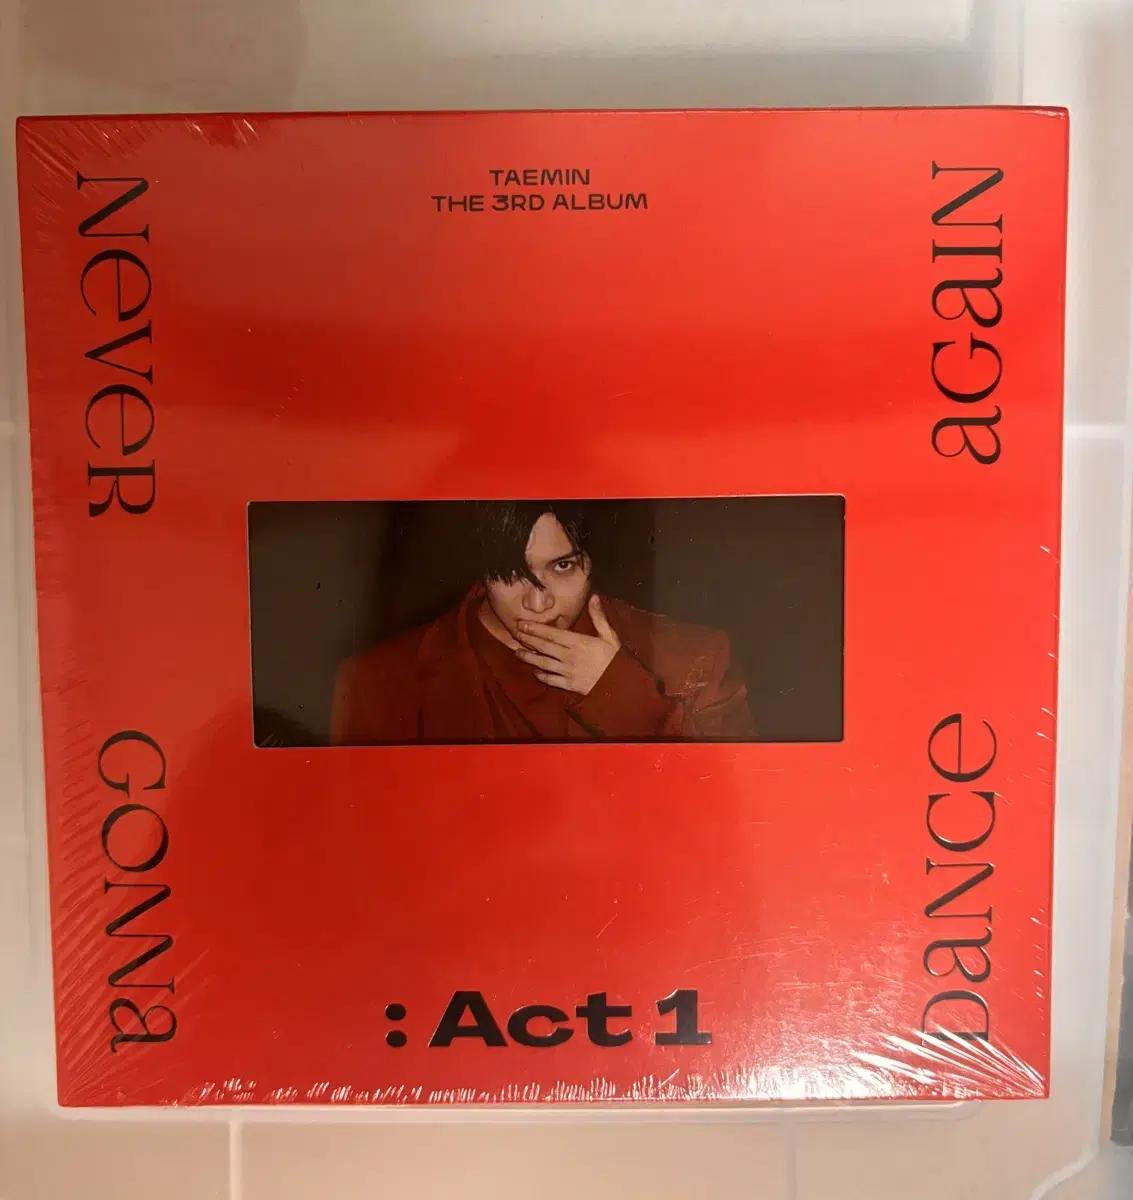 TAEMIN
THE 3RD ALBUM
Never
Gonna
Dance
again
: Act 1